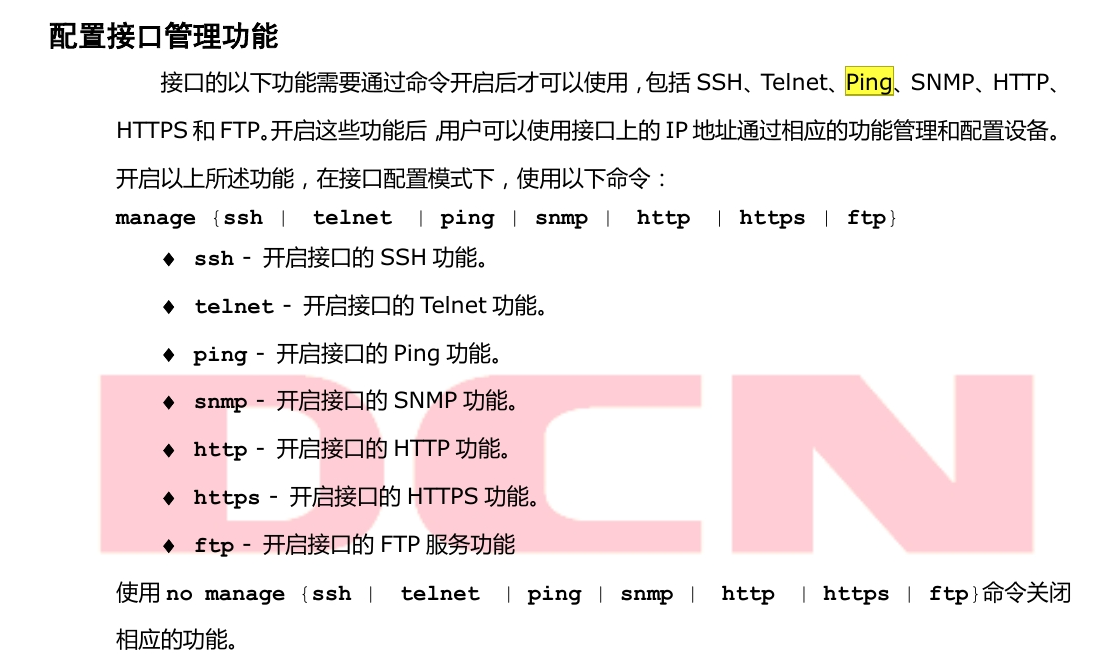 配置接口管理功能
接口的以下功能需要通过命令开启后才可以使用，包括 SSH、Telnet、Ping、SNMP、HTTP、
HTTPS 和 FTP。开启这些功能后，用户可以使用接口上的 IP 地址通过相应的功能管理和配置设备。
开启以上所述功能，在接口配置模式下，使用以下命令：
manage {ssh | telnet | ping | snmp | http | https | ftp}
♦ ssh - 开启接口的 SSH 功能。
♦ telnet - 开启接口的 Telnet 功能。
♦ ping - 开启接口的 Ping 功能。
♦ snmp - 开启接口的 SNMP 功能。
♦ http - 开启接口的 HTTP 功能。
♦ https - 开启接口的 HTTPS 功能。
♦ ftp - 开启接口的 FTP 服务功能
使用 no manage {ssh | telnet | ping | snmp | http | https | ftp}命令关闭
相应的功能。
DCN